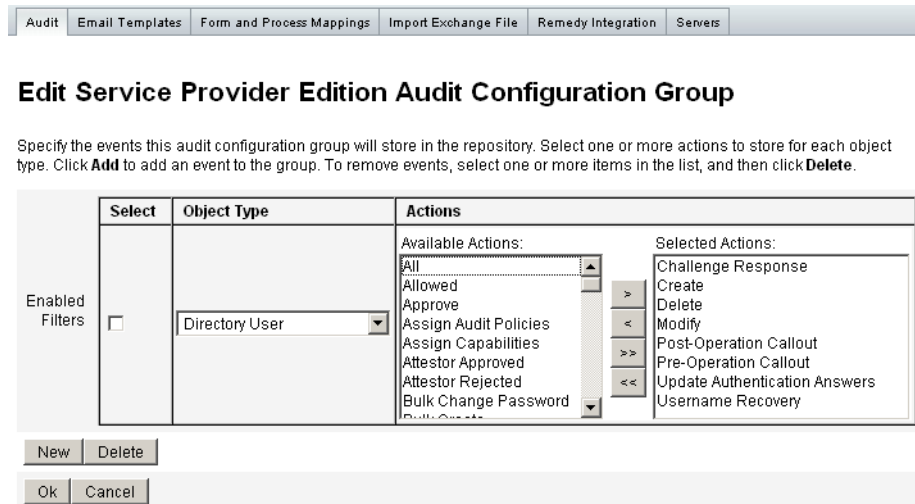 Audit Email Templates Form and Process Mappings Import Exchange File Remedy Integration Servers
Edit Service Provider Edition Audit Configuration Group
Specify the events this audit configuration group will store in the repository. Select one or more actions to store for each object
type. Click Add to add an event to the group. To remove events, select one or more items in the list, and then click Delete.
Select Object Type Actions
Enabled
Filters
Directory User
Available Actions:
All
Allowed
Approve
Assign Audit Policies
Assign Capabilities
Attestor Approved
Attestor Rejected
Bulk Change Password
Bulk Create
>
<
>>
<<
Selected Actions:
Challenge Response
Create
Delete
Modify
Post-Operation Callout
Pre-Operation Callout
Update Authentication Answers
Username Recovery
New Delete
Ok Cancel